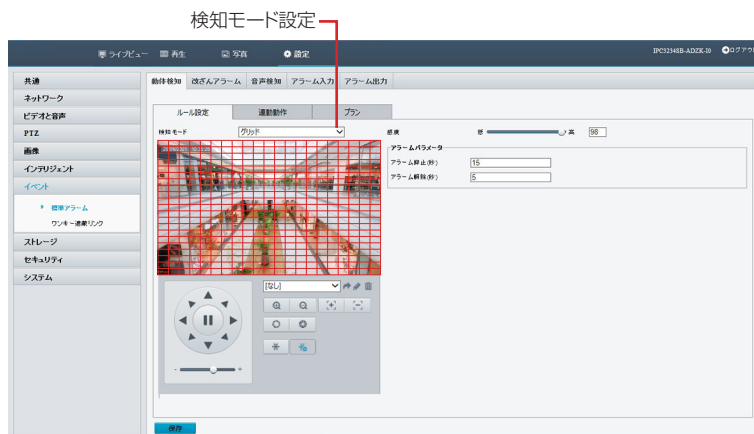 検知モード設定
ライブビュー 再生 写真 設定 IPC3234SB-ADZK-I0 ログアウ
共通
ネットワーク
ビデオと音声
PTZ
画像
インテリジェント
イベント
標準アラーム
ワンキー遮蔽リンク
ストレージ
セキュリティ
システム
動体検知 改ざんアラーム 音声検知 アラーム入力 アラーム出力
ルール設定 連動動作 プラン
検知モード グリッド
感度 低 高 98
アラームパラメータ
アラーム抑止(秒) 15
アラーム解除(秒) 5
[なし]
- +
保存